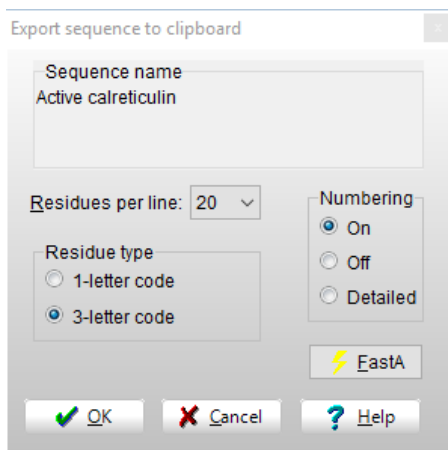 Export sequence to clipboard
x
Sequence name
Active calreticulin
Residues per line: 20
Numbering
On
Off
Detailed
Residue type
1-letter code
3-letter code
FastA
OK
Cancel
? Help